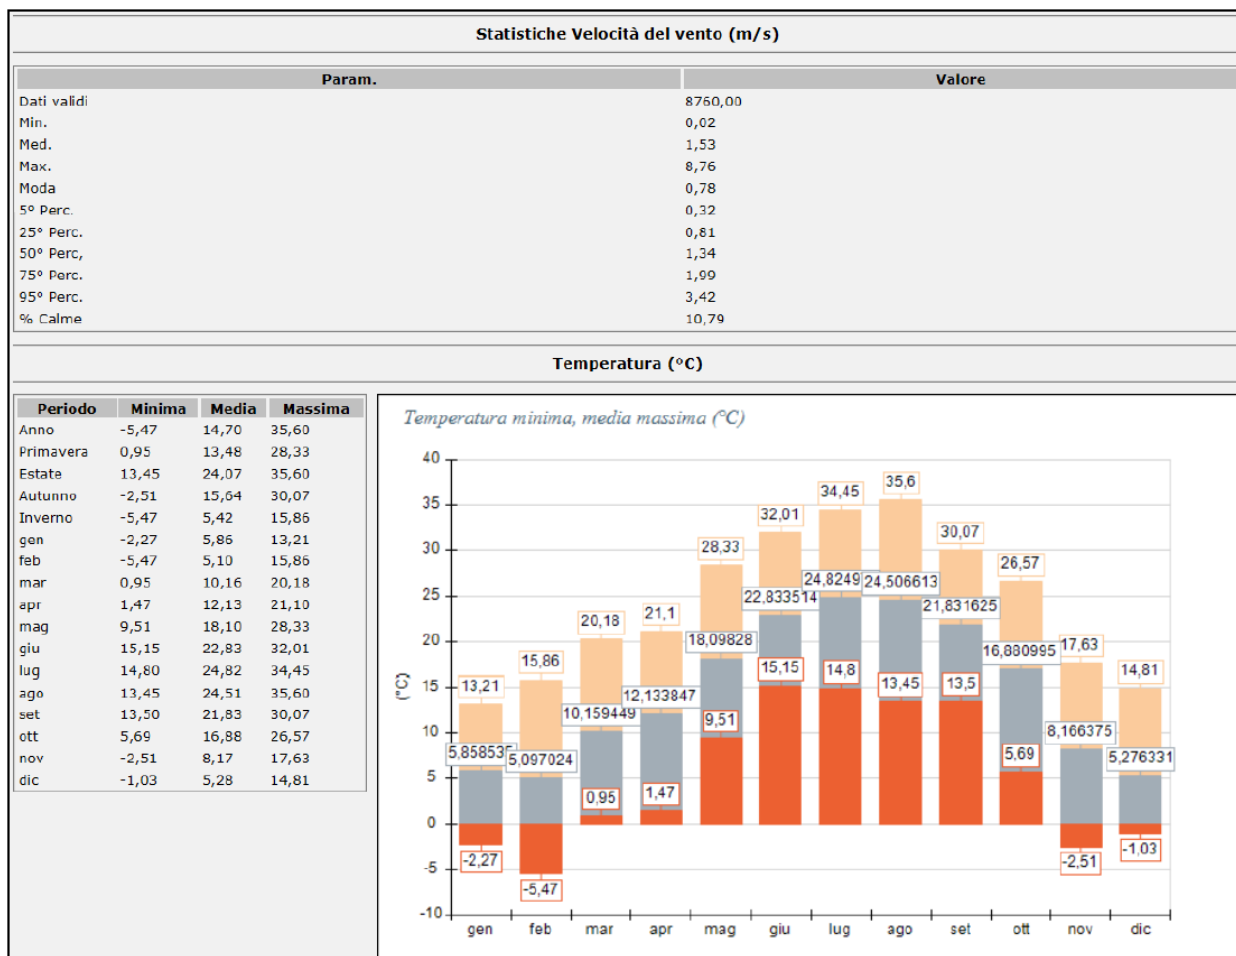 Statistiche Velocità del vento (m/s)
Param. Valore
Dati validi 8760,00
Min. 0,02
Med. 1,53
Max. 8,76
Moda 0,78
5º Perc. 0,32
25º Perc. 0,81
50º Perc, 1,34
75º Perc. 1,99
95º Perc. 3,42
% Calme 10,79
Temperatura (°C)
Periodo Minima Media Massima
Anno -5,47 14,70 35,60
Primavera 0,95 13,48 28,33
Estate 13,45 24,07 35,60
Autunno -2,51 15,64 30,07
Inverno -5,47 5,42 15,86
gen -2,27 5,86 13,21
feb -5,47 5,10 15,86
mar 0,95 10,16 20,18
apr 1,47 12,13 21,10
mag 9,51 18,10 28,33
giu 15,15 22,83 32,01
lug 14,80 24,82 34,45
ago 13,45 24,51 35,60
set 13,50 21,83 30,07
ott 5,69 16,88 26,57
nov -2,51 8,17 17,63
dic -1,03 5,28 14,81
Temperatura minima, media massima (°C)
(°C)
40
35
30
25
20
15
10
5
0
-5
-10
13,21 15,86 20,18 21,1 28,33 32,01 34,45 35,6 30,07 26,57 17,63 14,81
5,858535 5,097024 10,159449 12,133847 18,09828 22,833514 24,8249 24,506613 21,831625 16,880995 8,166375 5,276331
-2,27 -5,47 0,95 1,47 9,51 15,15 14,8 13,45 13,5 5,69 -2,51 -1,03
gen feb mar apr mag giu lug ago set ott nov dic